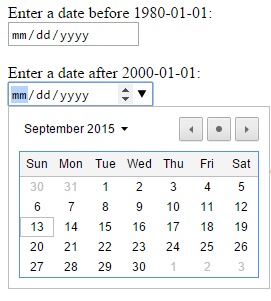 Enter a date before 1980-01-01:
mm/dd/yyyy
Enter a date after 2000-01-01:
mm/dd/yyyy
September 2015
Sun Mon Tue Wed Thu Fri Sat
30 31 1 2 3 4 5
6 7 8 9 10 11 12
13 14 15 16 17 18 19
20 21 22 23 24 25 26
27 28 29 30 1 2 3